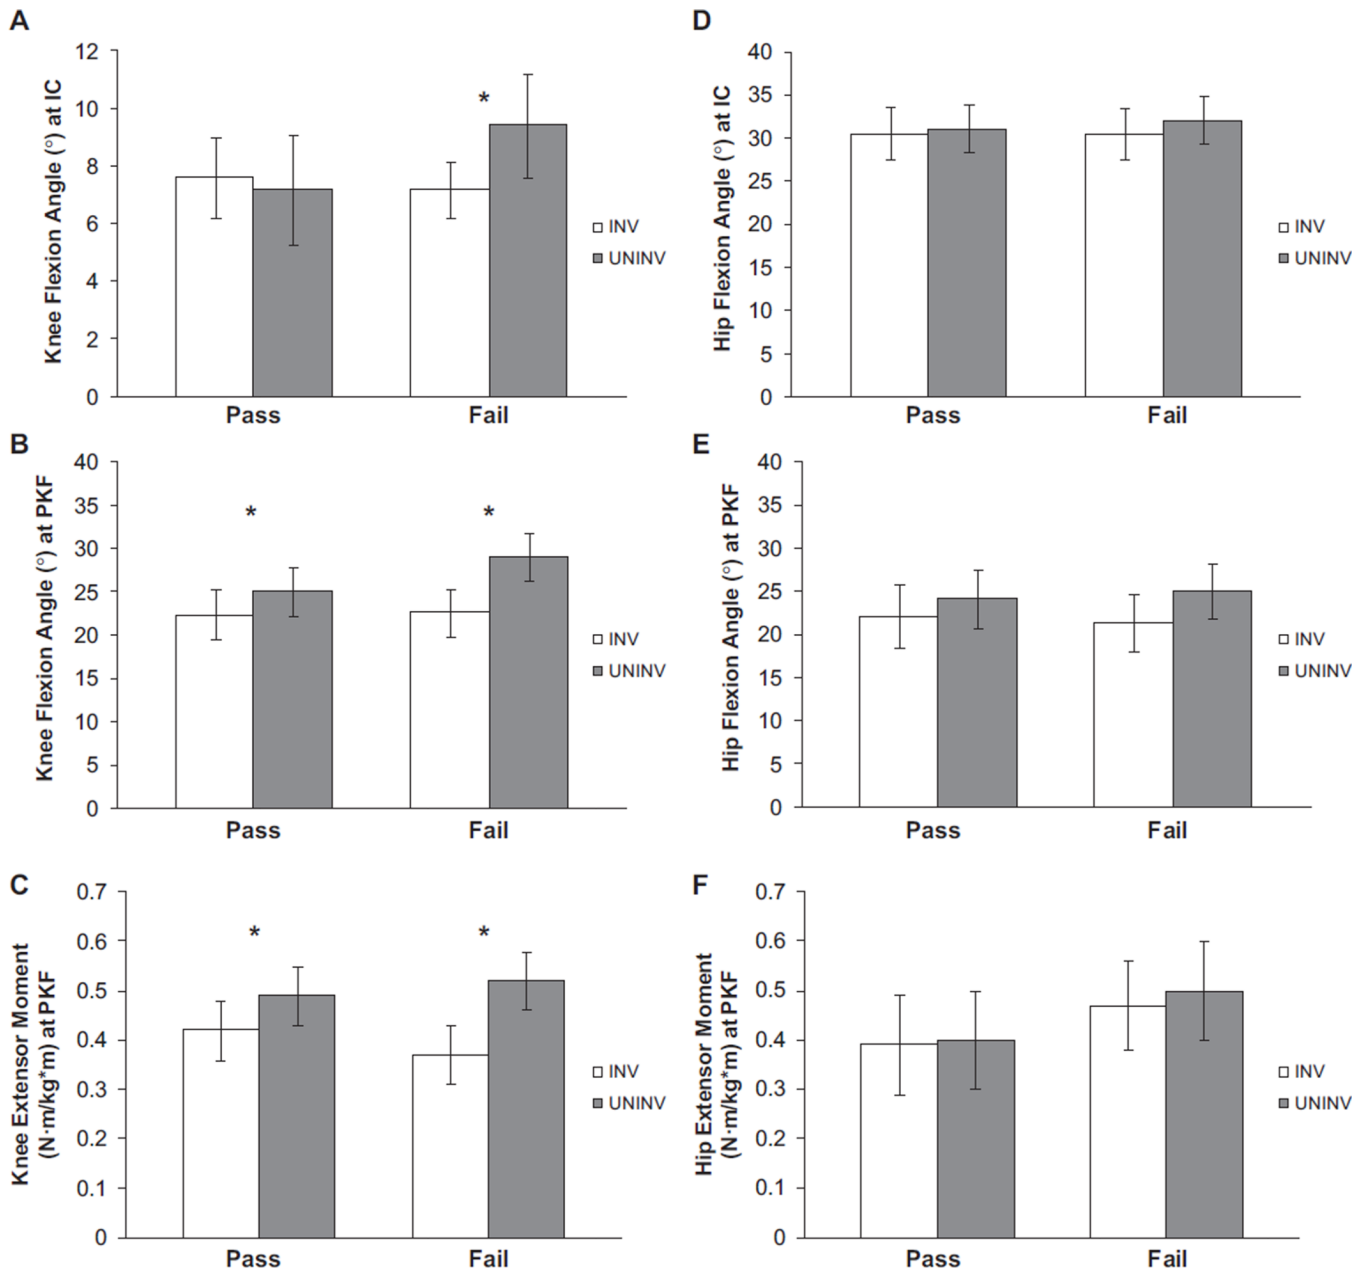 A
Knee Flexion Angle (°) at IC
12
10
8
6
4
2
0
*
Pass
Fail
INV
UNINV
D
Hip Flexion Angle (°) at IC
40
35
30
25
20
15
10
5
0
Pass
Fail
INV
UNINV
B
Knee Flexion Angle (°) at PKF
40
35
30
25
20
15
10
5
0
*
*
Pass
Fail
INV
UNINV
E
Hip Flexion Angle (°) at PKF
40
35
30
25
20
15
10
5
0
Pass
Fail
INV
UNINV
C
Knee Extensor Moment
(N·m/kg*m) at PKF
0.7
0.6
0.5
0.4
0.3
0.2
0.1
0
*
*
Pass
Fail
INV
UNINV
F
Hip Extensor Moment
(N·m/kg*m) at PKF
0.7
0.6
0.5
0.4
0.3
0.2
0.1
0
Pass
Fail
INV
UNINV